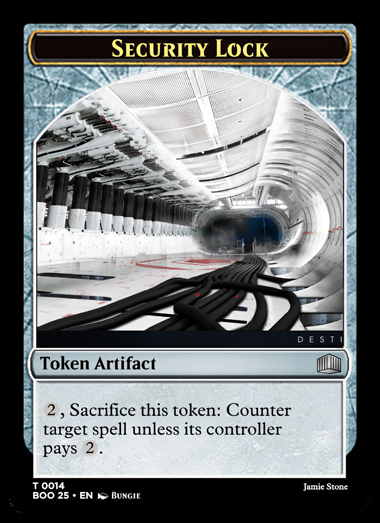 SECURITY LOCK
DESTI
Token Artifact
2, Sacrifice this token: Counter
target spell unless its controller
pays 2.
T 0014
Jamie Stone
BOO 25 • EN BUNGIE